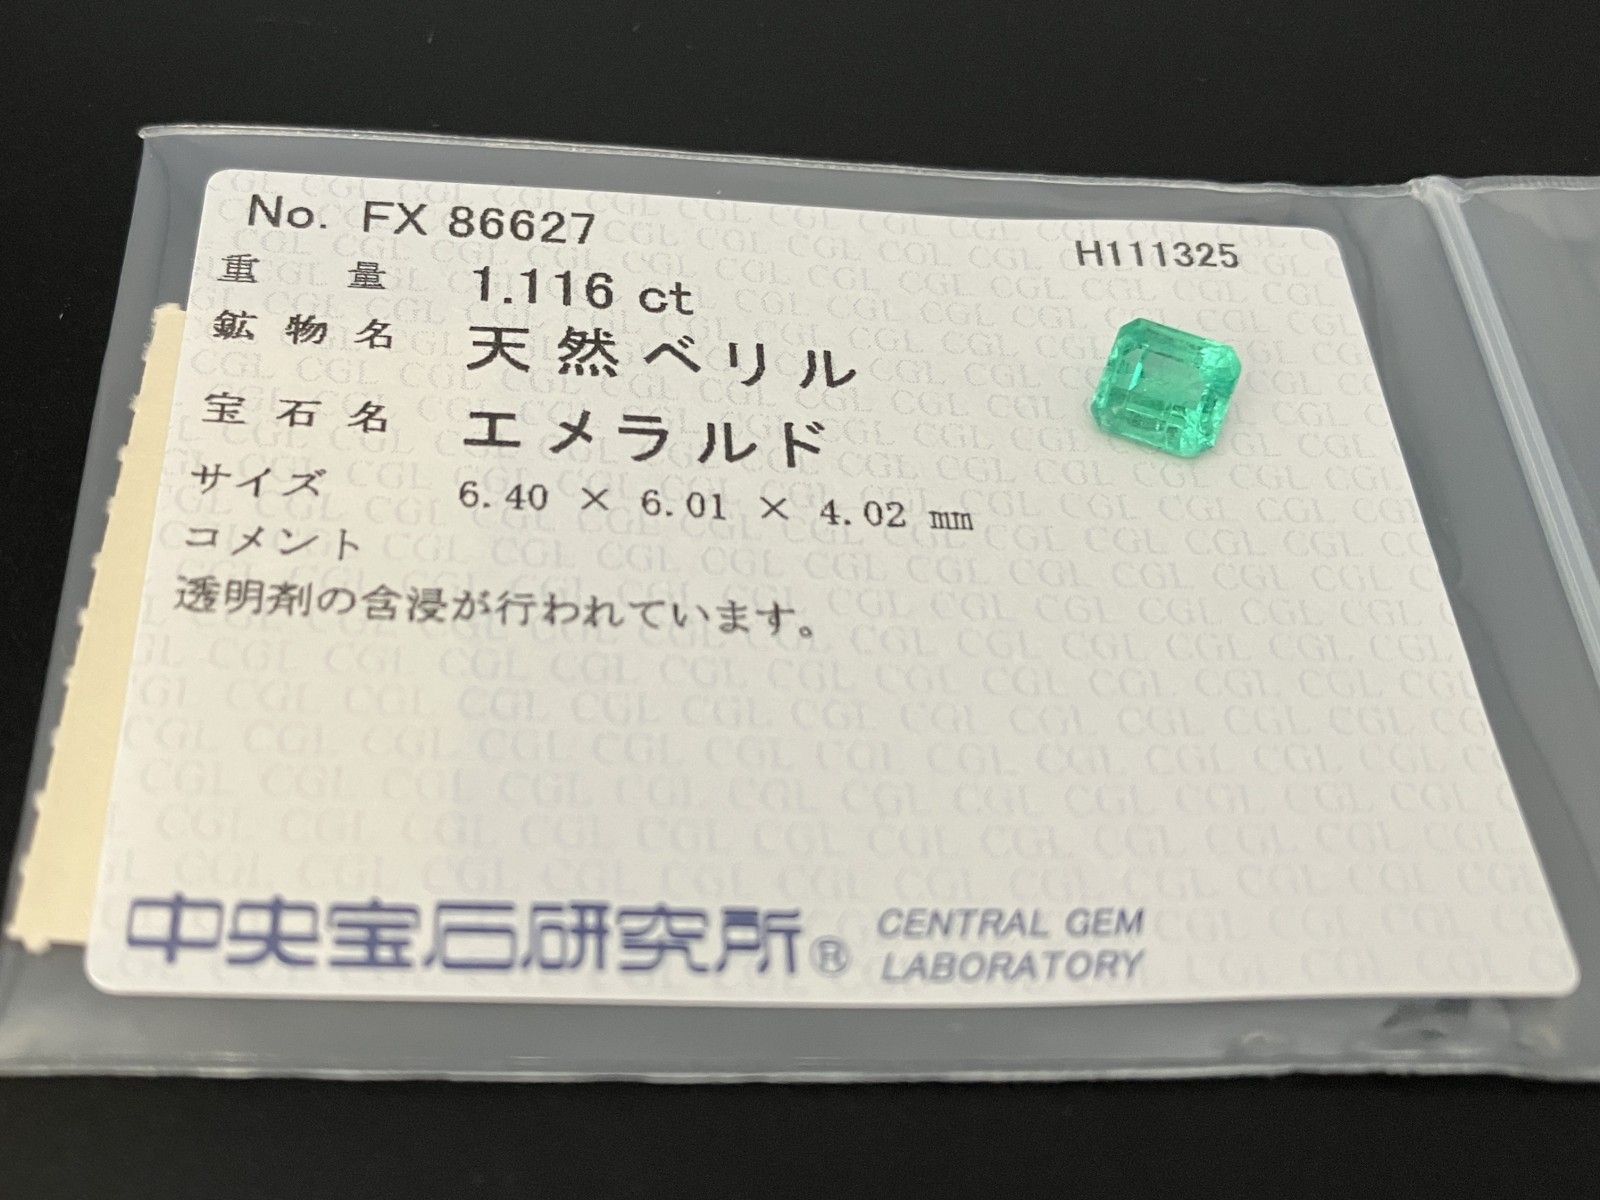 No. FX 86627
H111325
重量 1.116 ct
鉱物名 天然ベリル
宝石名 エメラルド
サイズ 6.40 × 6.01 × 4.02 mm
コメント
透明剤の含浸が行われています。
中央宝石研究所® CENTRAL GEM LABORATORY